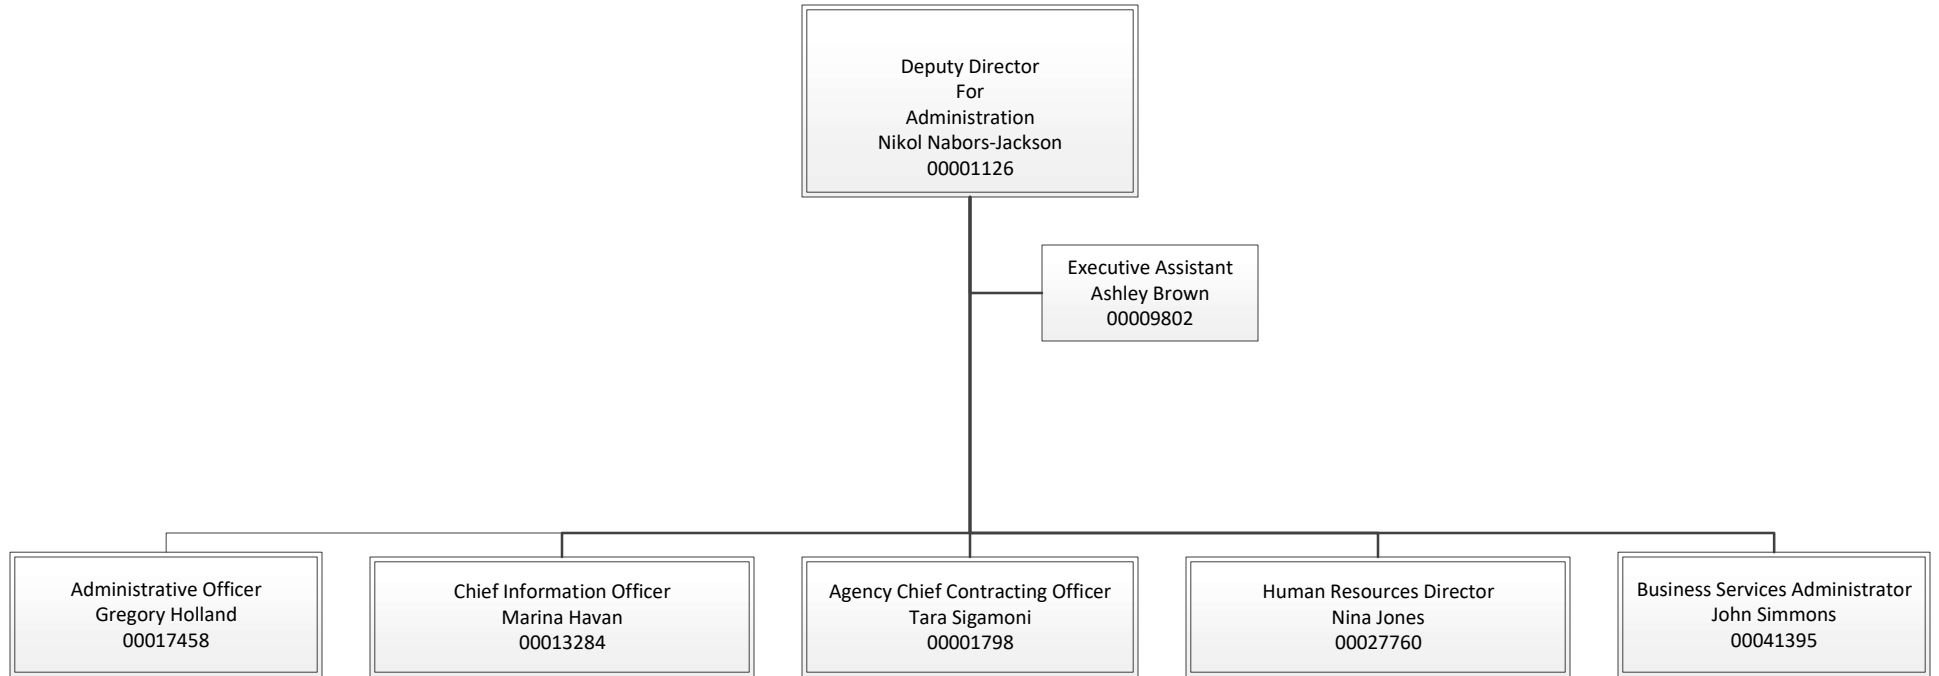 Deputy Director
For
Administration
Nikol Nabors-Jackson
00001126
Executive Assistant
Ashley Brown
00009802
Administrative Officer
Gregory Holland
00017458
Chief Information Officer
Marina Havan
00013284
Agency Chief Contracting Officer
Tara Sigamoni
00001798
Human Resources Director
Nina Jones
00027760
Business Services Administrator
John Simmons
00041395